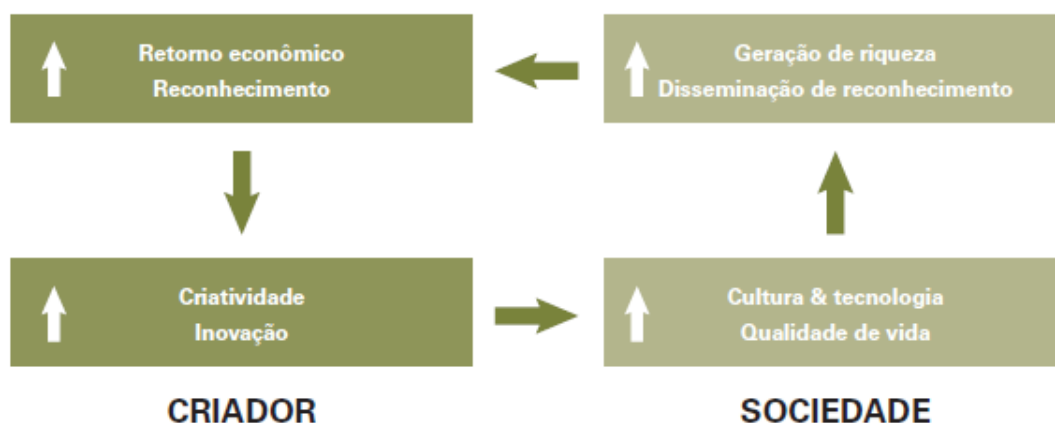 Retorno econômico
Reconhecimento
Geração de riqueza
Disseminação de reconhecimento
Criatividade
Inovação
Cultura & tecnologia
Qualidade de vida
CRIADOR
SOCIEDADE